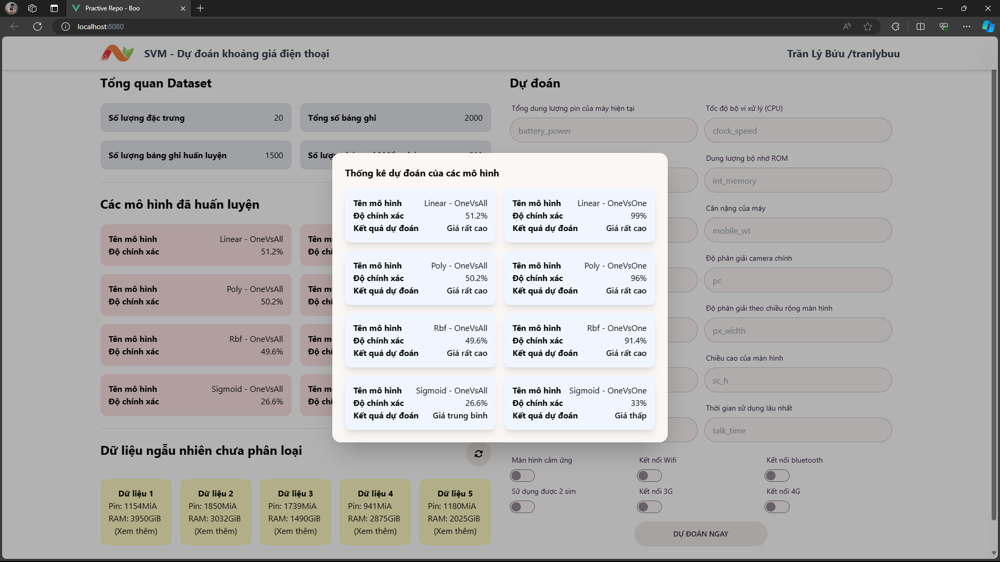 Practive Repo - Boo
localhost:8080
SVM - Dự đoán khoảng giá điện thoại
Trần Lý Bửu /tranlybuu
Tổng quan Dataset
Số lượng đặc trưng 20
Tổng số bảng ghi 2000
Số lượng bảng ghi huấn luyện 1500
Số lượ
Các mô hình đã huấn luyện
Tên mô hình Linear - OneVsAll
Độ chính xác 51.2%
Tên m
Độ chí
Tên mô hình Poly - OneVsAll
Độ chính xác 50.2%
Tên m
Độ chí
Tên mô hình Rbf - OneVsAll
Độ chính xác 49.6%
Tên m
Độ chí
Tên mô hình Sigmoid - OneVsAll
Độ chính xác 26.6%
Tên m
Độ chí
Dữ liệu ngẫu nhiên chưa phân loại
Dữ liệu 1
Pin: 1154MiA
RAM: 3950GiB
(Xem thêm)
Dữ liệu 2
Pin: 1850MiA
RAM: 3032GiB
(Xem thêm)
Dữ liệu 3
Pin: 1739MiA
RAM: 1490GiB
(Xem thêm)
Dữ liệu 4
Pin: 941MiA
RAM: 2875GiB
(Xem thêm)
Dữ liệu 5
Pin: 1180MiA
RAM: 2025GiB
(Xem thêm)
Thống kê dự đoán của các mô hình
Tên mô hình Linear - OneVsAll
Độ chính xác 51.2%
Kết quả dự đoán Giá rất cao
Tên mô hình Linear - OneVsOne
Độ chính xác 99%
Kết quả dự đoán Giá rất cao
Tên mô hình Poly - OneVsAll
Độ chính xác 50.2%
Kết quả dự đoán Giá rất cao
Tên mô hình Poly - OneVsOne
Độ chính xác 96%
Kết quả dự đoán Giá rất cao
Tên mô hình Rbf - OneVsAll
Độ chính xác 49.6%
Kết quả dự đoán Giá rất cao
Tên mô hình Rbf - OneVsOne
Độ chính xác 91.4%
Kết quả dự đoán Giá rất cao
Tên mô hình Sigmoid - OneVsAll
Độ chính xác 26.6%
Kết quả dự đoán Giá trung bình
Tên mô hình Sigmoid - OneVsOne
Độ chính xác 33%
Kết quả dự đoán Giá thấp
Dự đoán
Tổng dung lượng pin của máy hiện tại
battery_power
Tốc độ bộ vi xử lý (CPU)
clock_speed
Dung lượng bộ nhớ ROM
int_memory
Cân nặng của máy
mobile_wt
Độ phân giải camera chính
pc
Độ phân giải theo chiều rộng màn hình
px_width
Chiều cao của màn hình
sc_h
Thời gian sử dụng lâu nhất
talk_time
Màn hình cảm ứng
Kết nối Wifi
Kết nối bluetooth
Sử dụng được 2 sim
Kết nối 3G
Kết nối 4G
DỰ ĐOÁN NGAY